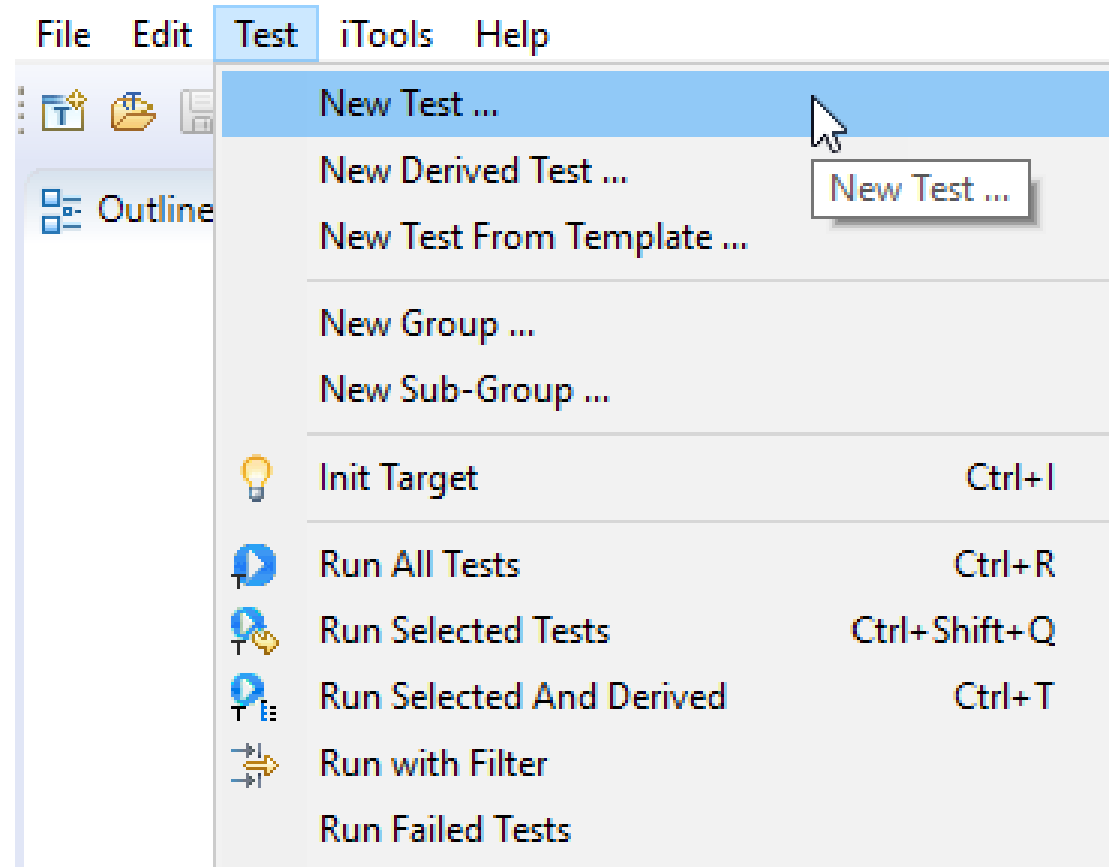 File Edit Test iTools Help
Outline
New Test ...
New Test ...
New Derived Test ...
New Test From Template ...
New Group ...
New Sub-Group ...
Init Target Ctrl+I
Run All Tests Ctrl+R
Run Selected Tests Ctrl+Shift+Q
Run Selected And Derived Ctrl+T
Run with Filter
Run Failed Tests